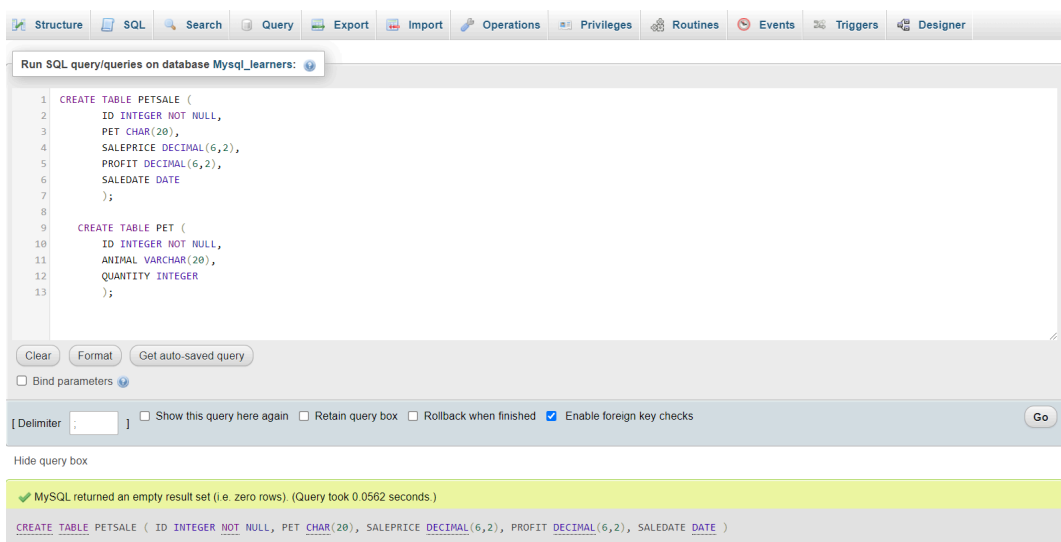 Structure SQL Search Query Export Import Operations Privileges Routines Events Triggers Designer
Run SQL query/queries on database Mysql_learners:
1 CREATE TABLE PETSALE (
2 ID INTEGER NOT NULL,
3 PET CHAR(20),
4 SALEPRICE DECIMAL(6,2),
5 PROFIT DECIMAL(6,2),
6 SALEDATE DATE
7 );
8
9 CREATE TABLE PET (
10 ID INTEGER NOT NULL,
11 ANIMAL VARCHAR(20),
12 QUANTITY INTEGER
13 );
Clear Format Get auto-saved query
Bind parameters
[ Delimiter ; ] Show this query here again Retain query box Rollback when finished Enable foreign key checks Go
Hide query box
MySQL returned an empty result set (i.e. zero rows). (Query took 0.0562 seconds.)
CREATE TABLE PETSALE ( ID INTEGER NOT NULL, PET CHAR(20), SALEPRICE DECIMAL(6,2), PROFIT DECIMAL(6,2), SALEDATE DATE )